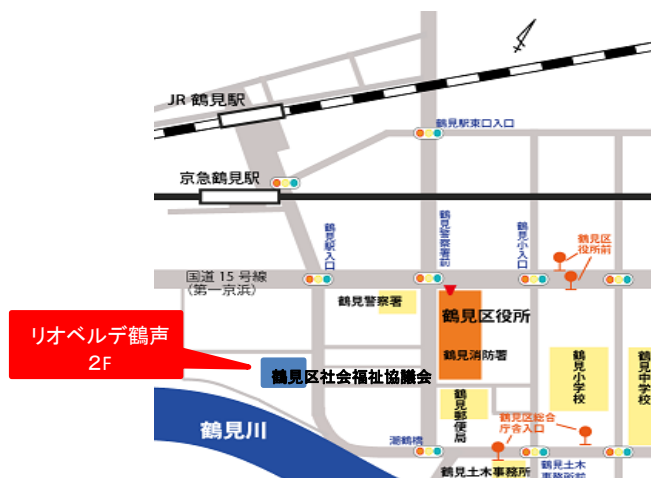 JR 鶴見駅
鶴見駅東口入口
京急鶴見駅
鶴見駅入口
鶴見警察署前
鶴見小入口
鶴見区
役所前
国道 15 号線
(第一京浜)
鶴見警察署
鶴見区役所
リオベルデ鶴声
2F
鶴見消防署
鶴見小学校
鶴見中学校
鶴見区社会福祉協議会
鶴見郵便局
鶴見区総合
庁舎入口
鶴見川
潮鶴橋
鶴見土木事務所
鶴見土木
事務所前